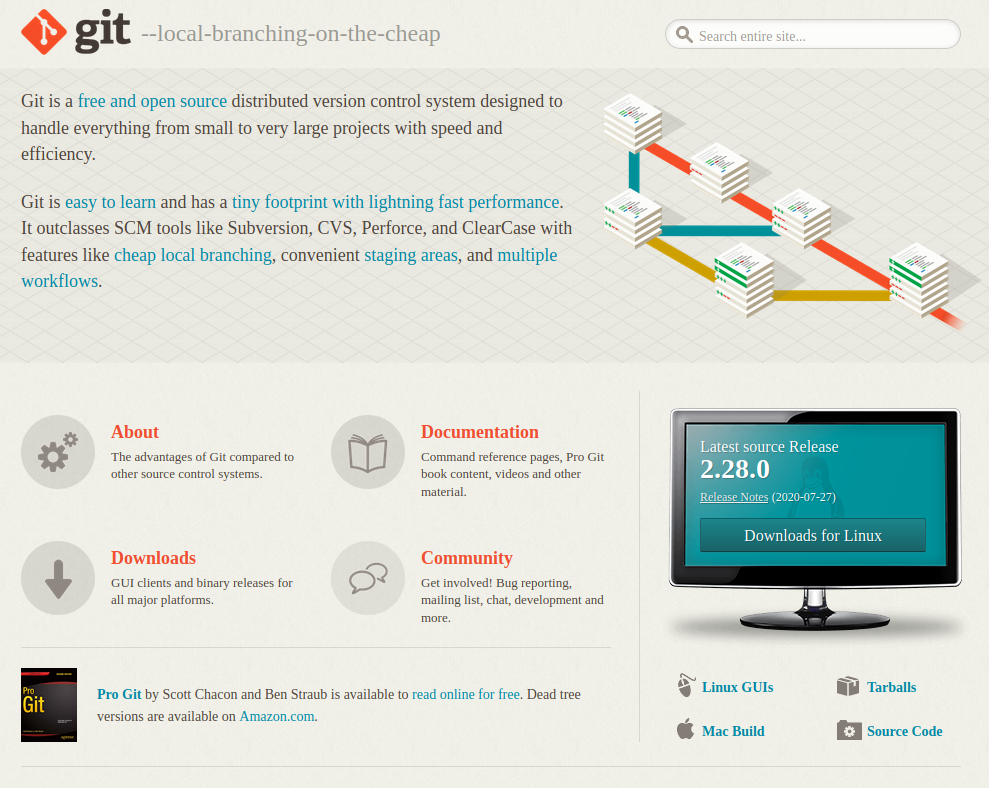 git --local-branching-on-the-cheap
Search entire site...
Git is a free and open source distributed version control system designed to
handle everything from small to very large projects with speed and
efficiency.
Git is easy to learn and has a tiny footprint with lightning fast performance.
It outclasses SCM tools like Subversion, CVS, Perforce, and ClearCase with
features like cheap local branching, convenient staging areas, and multiple
workflows.
About
The advantages of Git compared to
other source control systems.
Documentation
Command reference pages, Pro Git
book content, videos and other
material.
Downloads
GUI clients and binary releases for
all major platforms.
Community
Get involved! Bug reporting,
mailing list, chat, development and
more.
Pro
Git
Pro Git by Scott Chacon and Ben Straub is available to read online for free. Dead tree
versions are available on Amazon.com.
Latest source Release
2.28.0
Release Notes (2020-07-27)
Downloads for Linux
Linux GUIs
Tarballs
Mac Build
Source Code